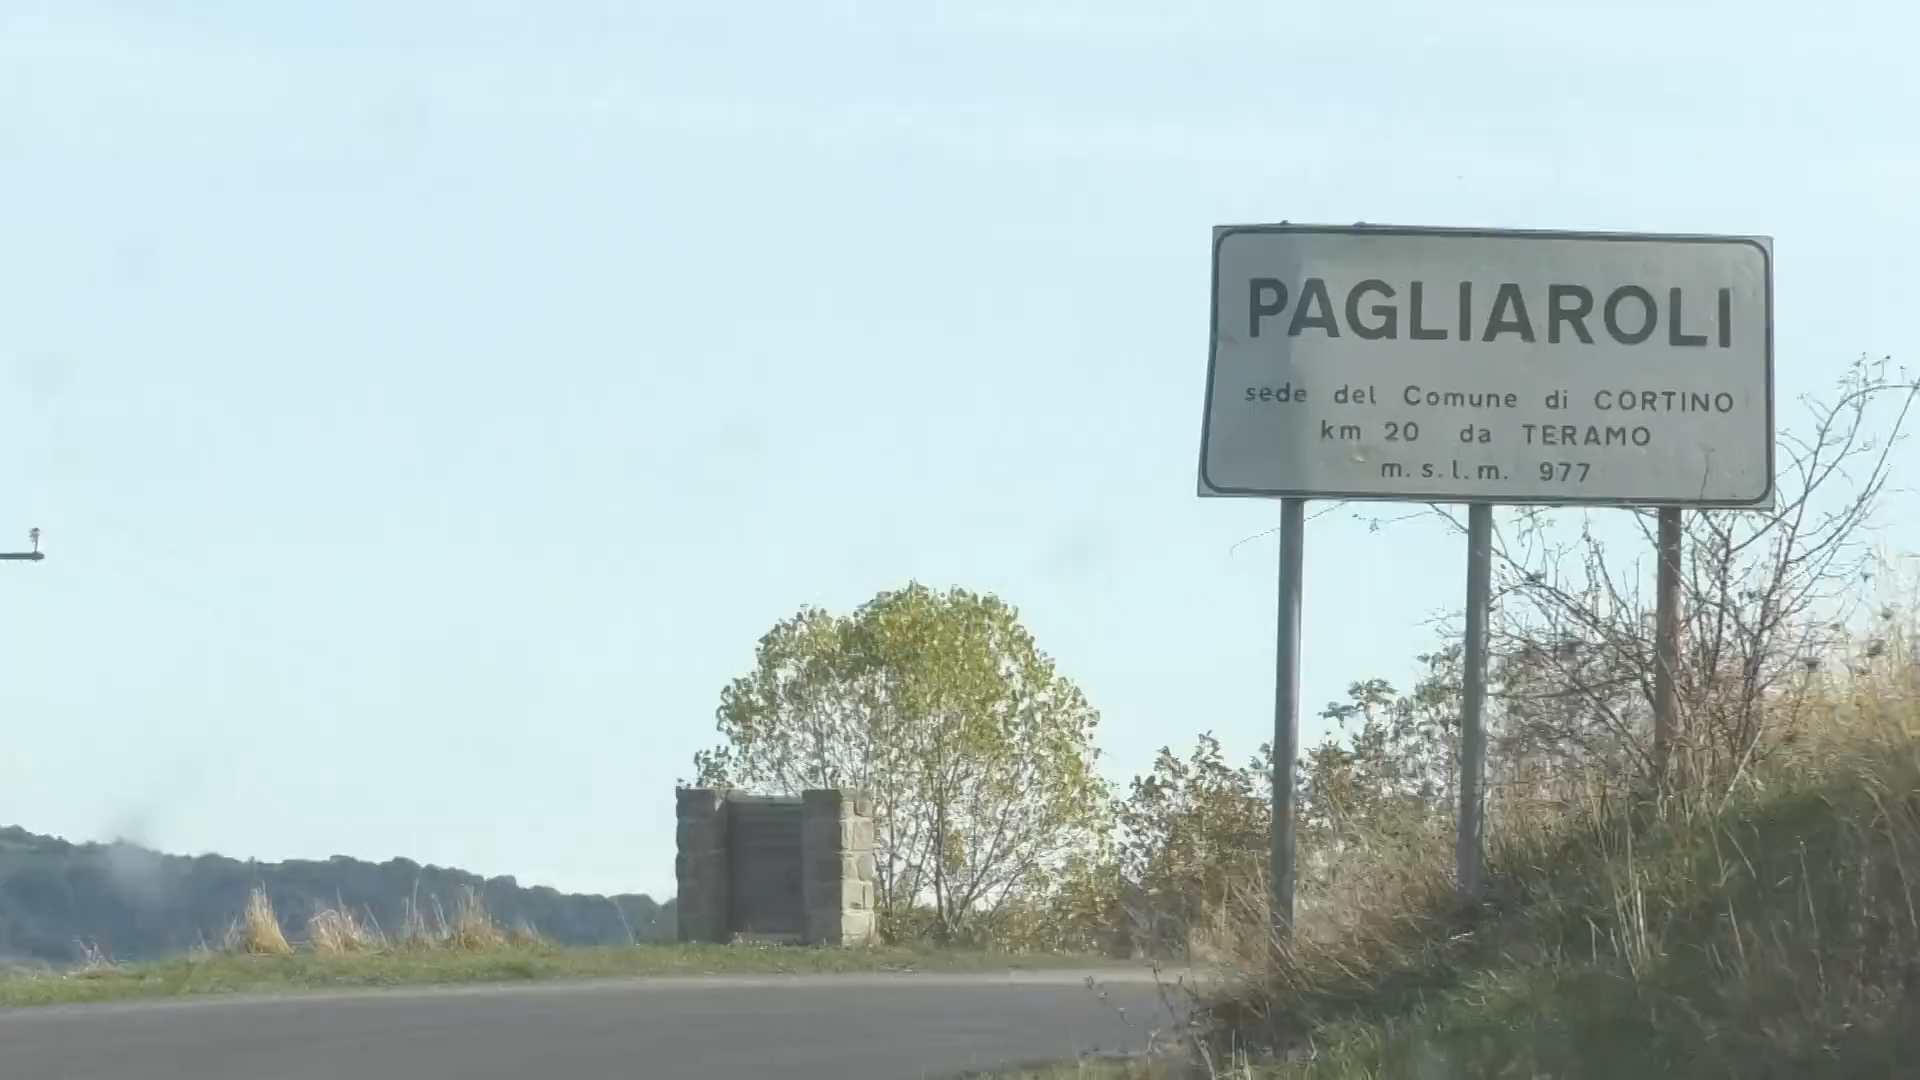 PAGLIAROLI
sede del Comune di CORTINO
km 20 da TERAMO
m.s.l.m. 977